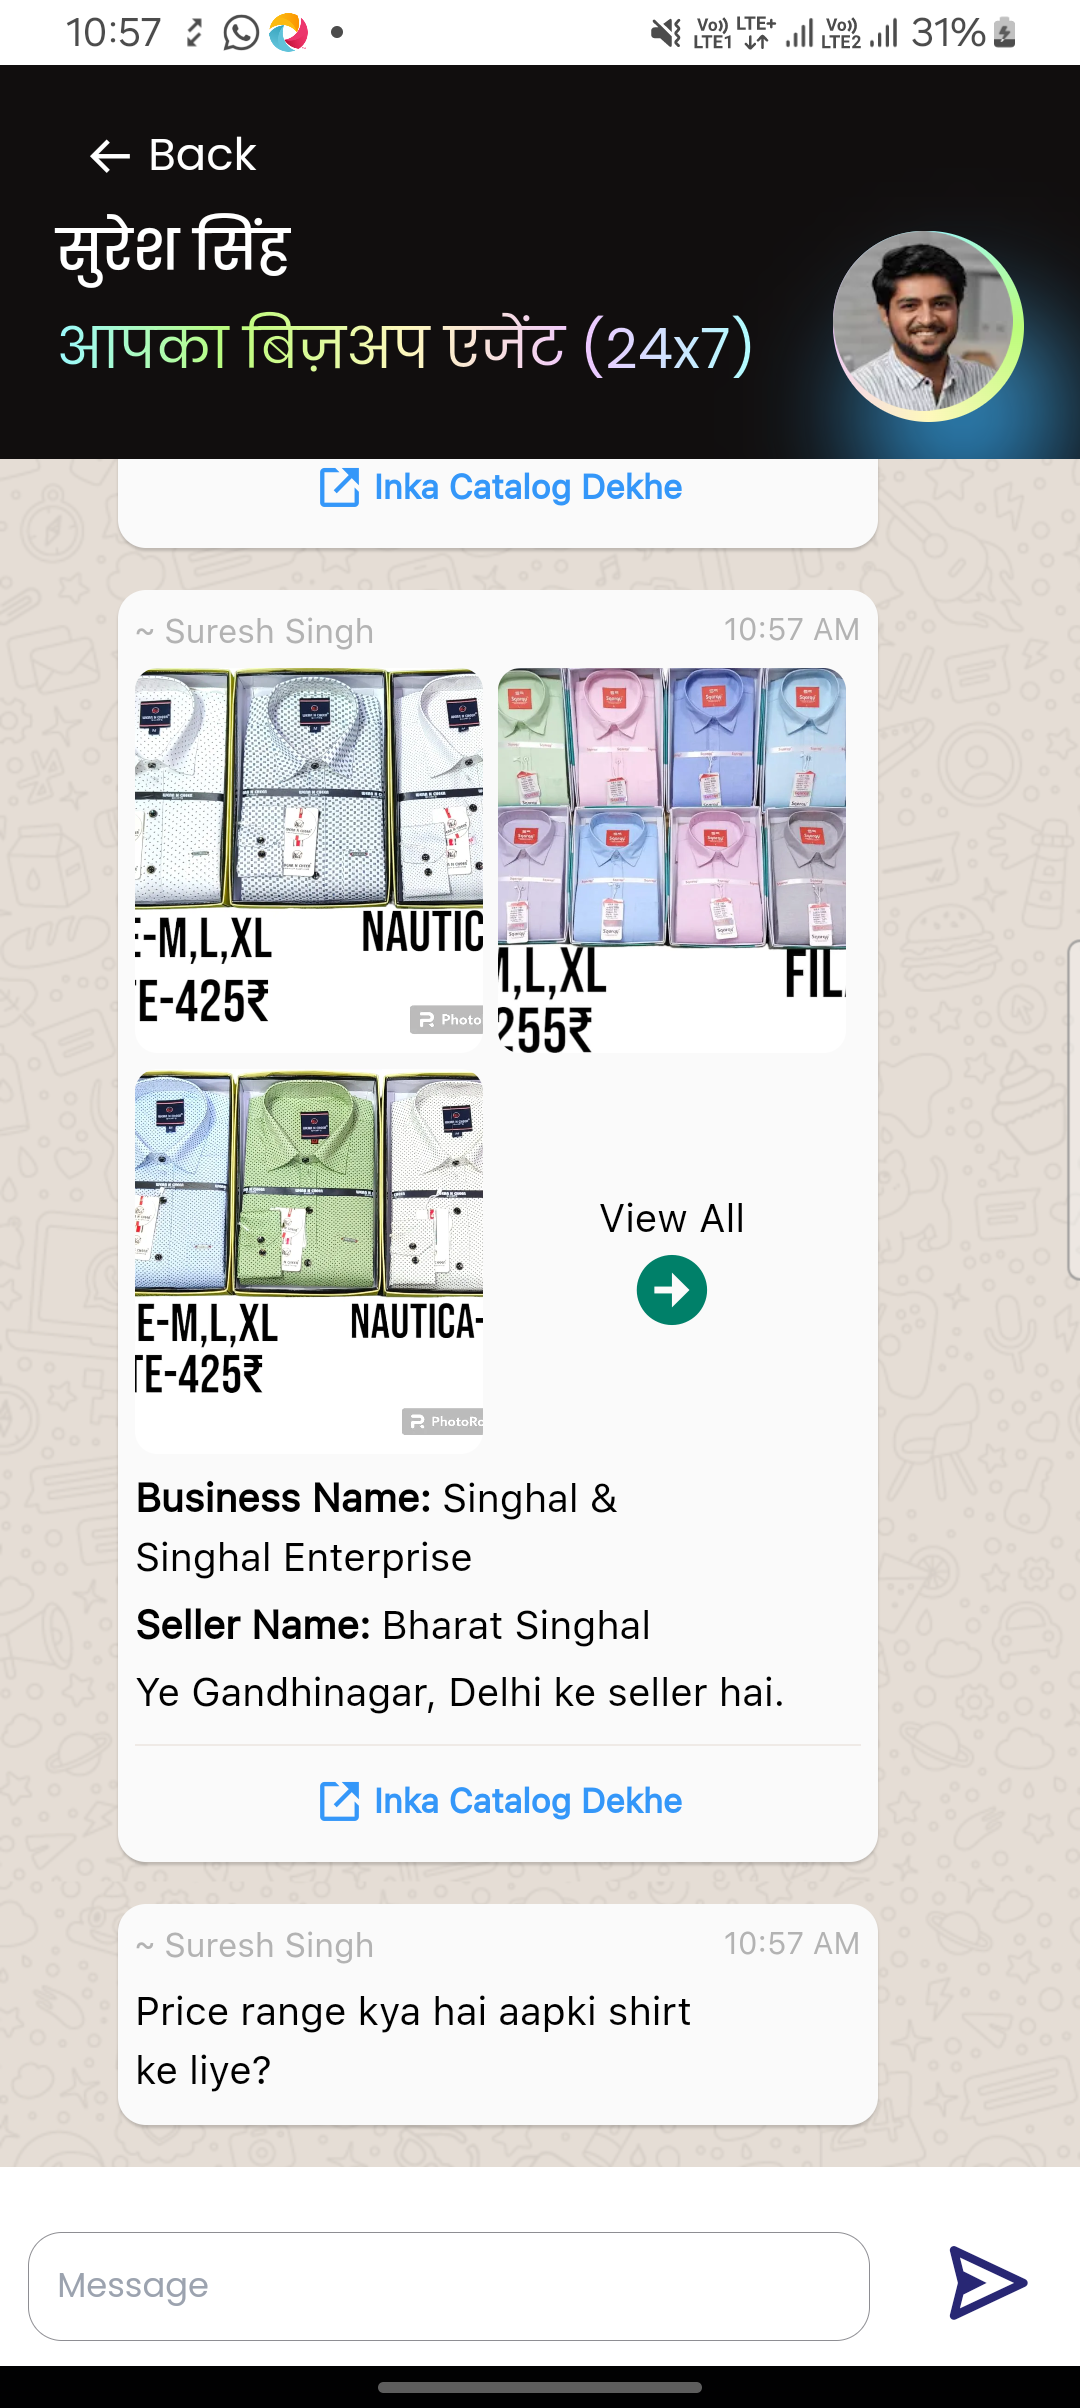 10:57
Vo)) LTE1 LTE+ Vo)) LTE2 31%
Back
सुरेश सिंह
आपका बिज़अप एजेंट (24x7)
Inka Catalog Dekhe
~ Suresh Singh 10:57 AM
E-M,L,XL NAUTIC
TE-425₹
Photo
M,L,XL FIL
255₹
E-M,L,XL NAUTICA-
TE-425₹
PhotoRo
View All
Business Name: Singhal &
Singhal Enterprise
Seller Name: Bharat Singhal
Ye Gandhinagar, Delhi ke seller hai.
Inka Catalog Dekhe
~ Suresh Singh 10:57 AM
Price range kya hai aapki shirt
ke liye?
Message